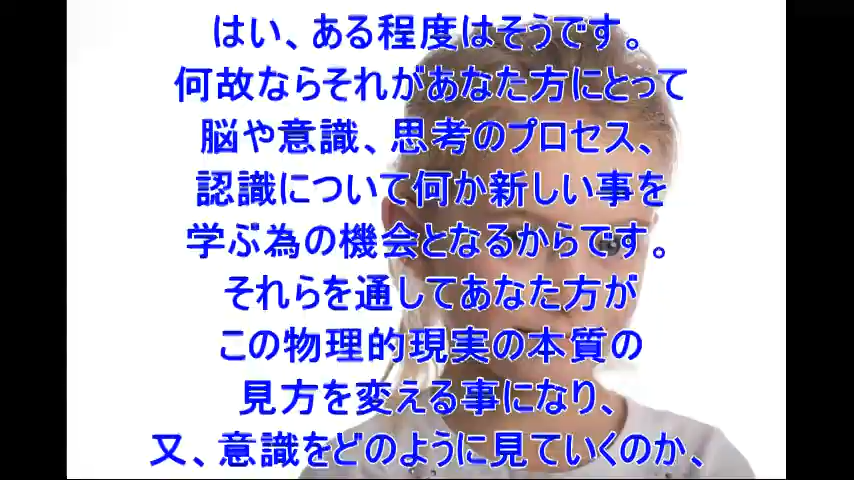 はい、ある程度はそうです。
何故ならそれがあなた方にとって
脳や意識、思考のプロセス、
認識について何か新しい事を
学ぶ為の機会となるからです。
それらを通してあなた方が
この物理的現実の本質の
見方を変える事になり、
又、意識をどのように見ていくのか、